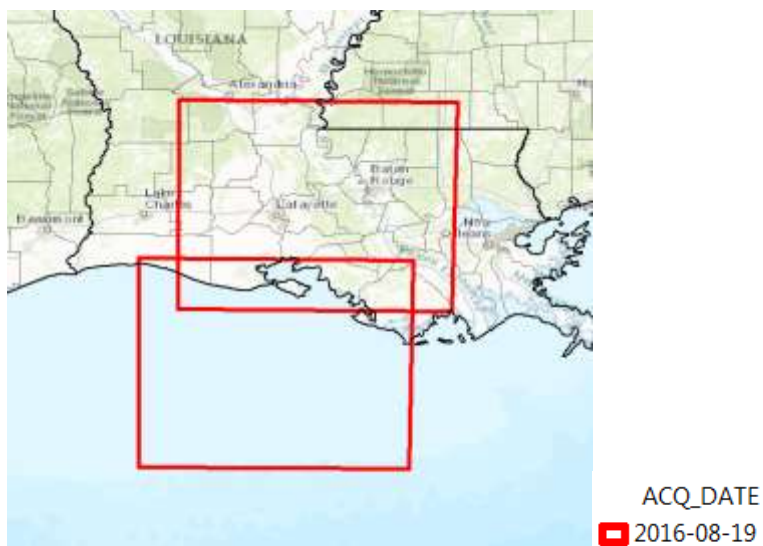 LOUISIANA
Alexandria
Baton
Rouge
Lake
Charles
Lafayette
Beaumont
New
Orleans
ACQ_DATE
2016-08-19